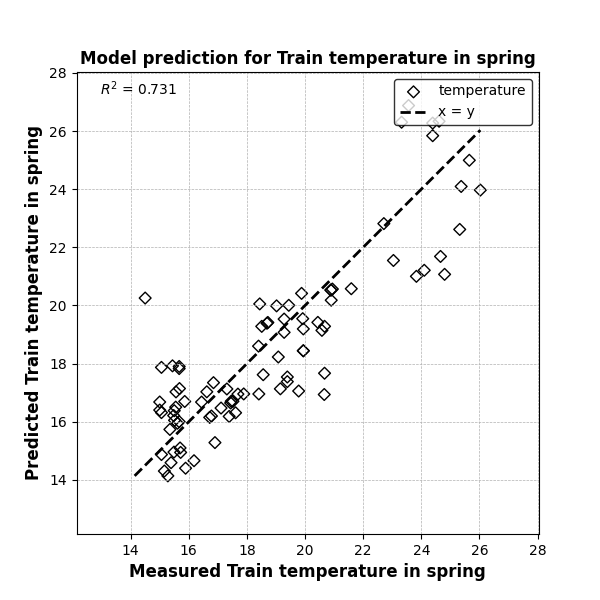 Model prediction for Train temperature in spring
R² = 0.731
temperature
x = y
28
26
24
22
20
18
16
14
Predicted Train temperature in spring
14 16 18 20 22 24 26 28
Measured Train temperature in spring